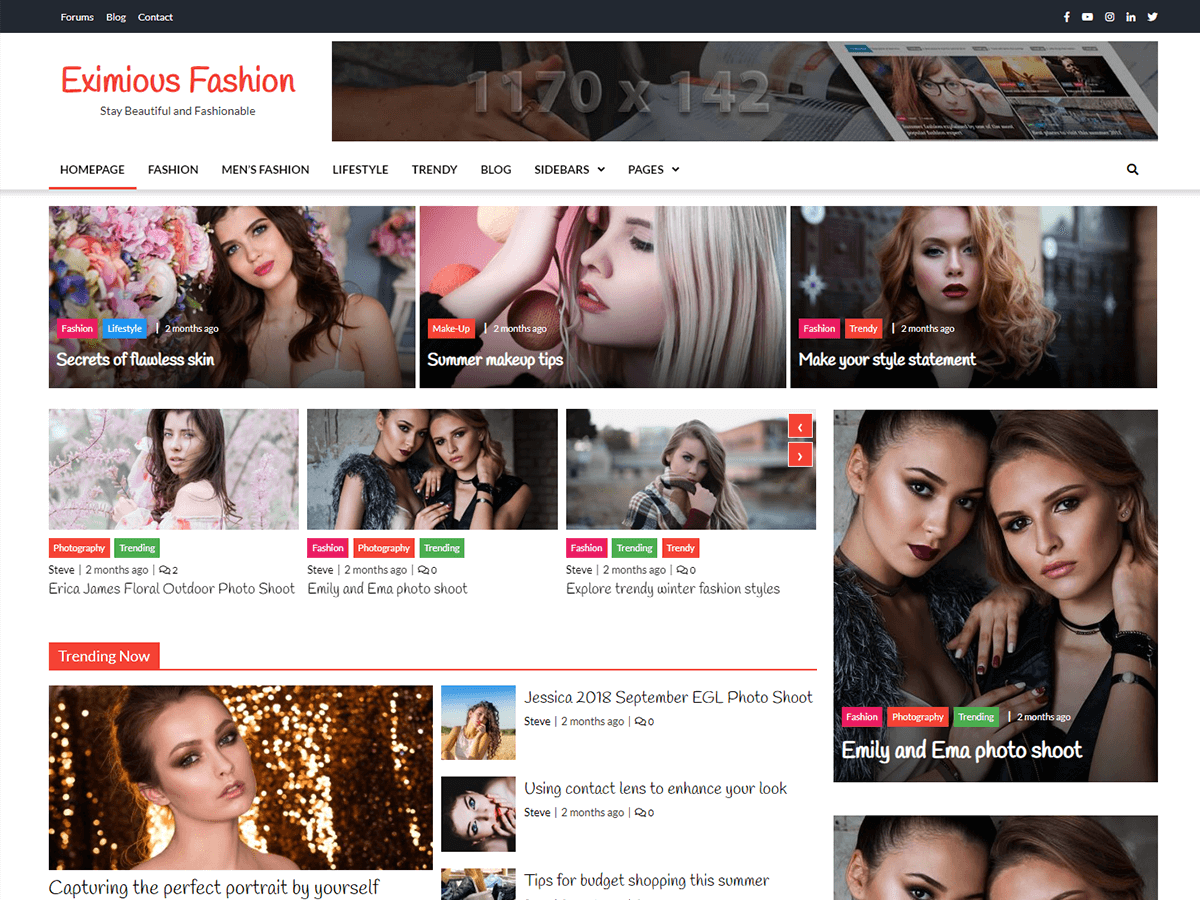 Forums Blog Contact
Eximious Fashion
Stay Beautiful and Fashionable
1170 x 142
HOMEPAGE FASHION MEN'S FASHION LIFESTYLE TRENDY BLOG SIDEBARS PAGES
Fashion Lifestyle | 2 months ago
Secrets of flawless skin
Make-Up | 2 months ago
Summer makeup tips
Fashion Trendy | 2 months ago
Make your style statement
Photography Trending
Steve | 2 months ago | 2
Erica James Floral Outdoor Photo Shoot
Fashion Photography Trending
Steve | 2 months ago | 0
Emily and Ema photo shoot
Fashion Trending Trendy
Steve | 2 months ago | 0
Explore trendy winter fashion styles
Trending Now
Capturing the perfect portrait by yourself
Jessica 2018 September EGL Photo Shoot
Steve | 2 months ago | 0
Using contact lens to enhance your look
Steve | 2 months ago | 0
Tips for budget shopping this summer
Fashion Photography Trending | 2 months ago
Emily and Ema photo shoot